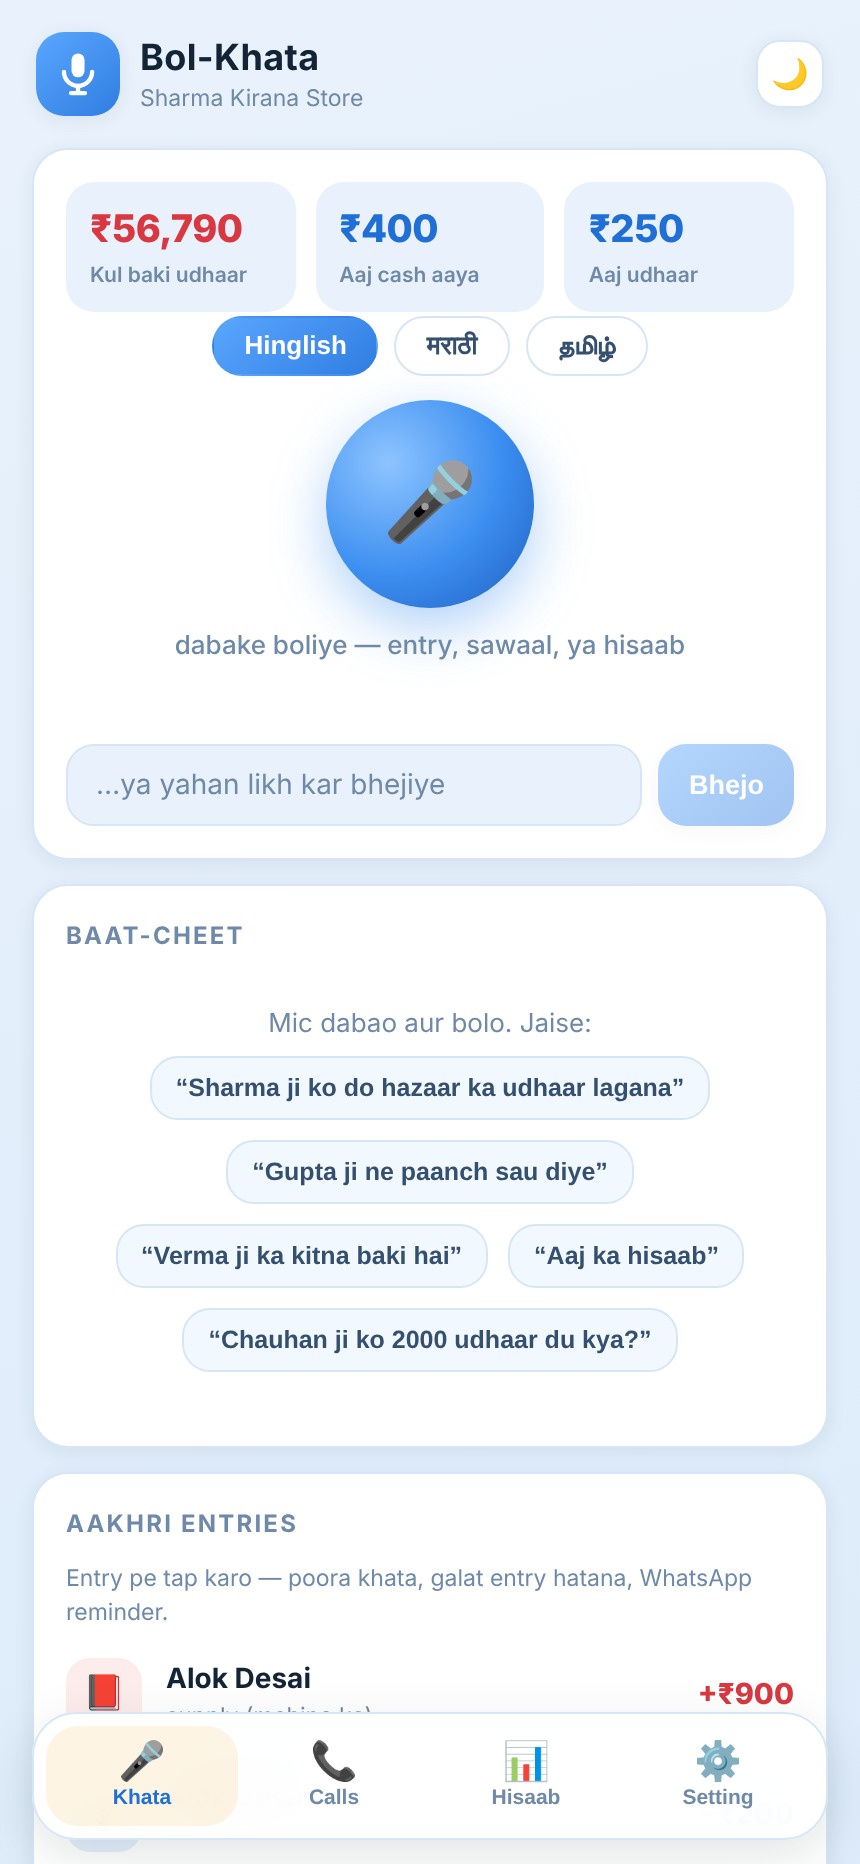 Bol-Khata
Sharma Kirana Store
₹56,790
Kul baki udhaar
₹400
Aaj cash aaya
₹250
Aaj udhaar
Hinglish
मराठी
தமிழ்
dabake boliye — entry, sawaal, ya hisaab
...ya yahan likh kar bhejiye
Bhejo
BAAT-CHEET
Mic dabao aur bolo. Jaise:
“Sharma ji ko do hazaar ka udhaar lagana”
“Gupta ji ne paanch sau diye”
“Verma ji ka kitna baki hai”
“Aaj ka hisaab”
“Chauhan ji ko 2000 udhaar du kya?”
AAKHRI ENTRIES
Entry pe tap karo — poora khata, galat entry hatana, WhatsApp
reminder.
Alok Desai
+₹900
Khata
Calls
Hisaab
Setting